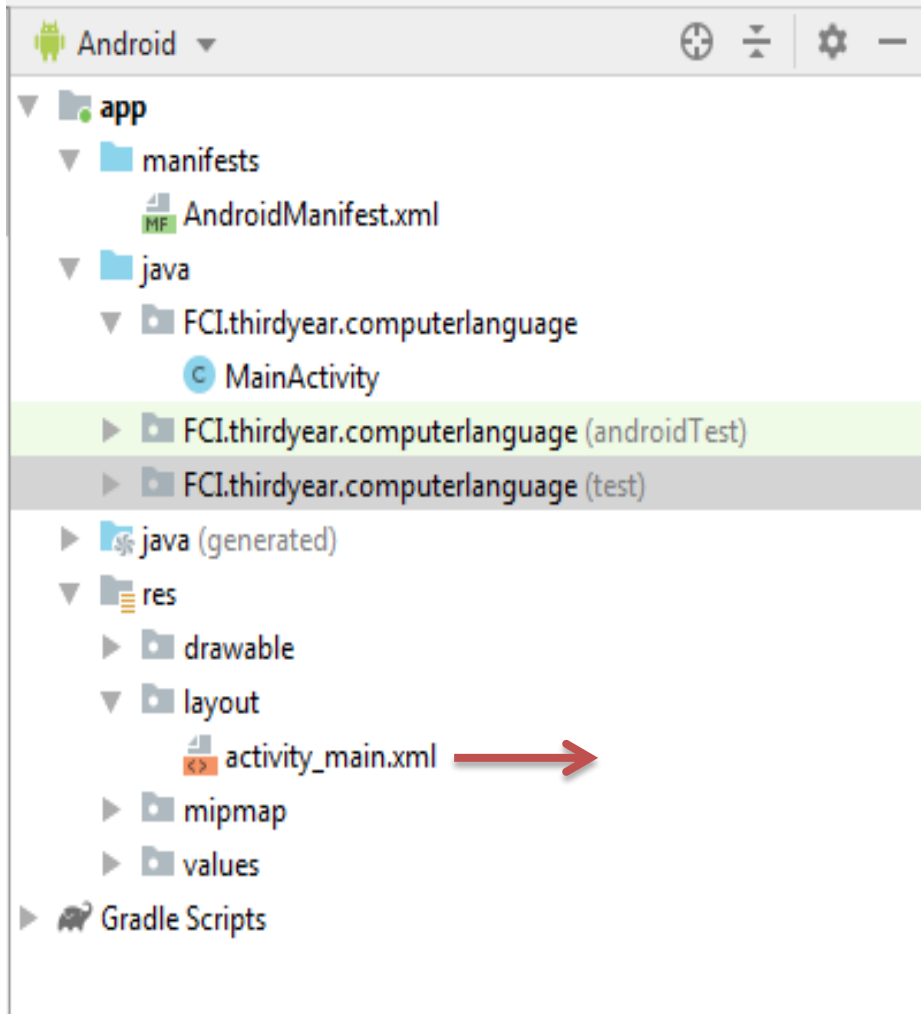 Android
app
manifests
MF AndroidManifest.xml
java
FCI.thirdyear.computerlanguage
C MainActivity
FCI.thirdyear.computerlanguage (androidTest)
FCI.thirdyear.computerlanguage (test)
java (generated)
res
drawable
layout
<> activity_main.xml
mipmap
values
Gradle Scripts